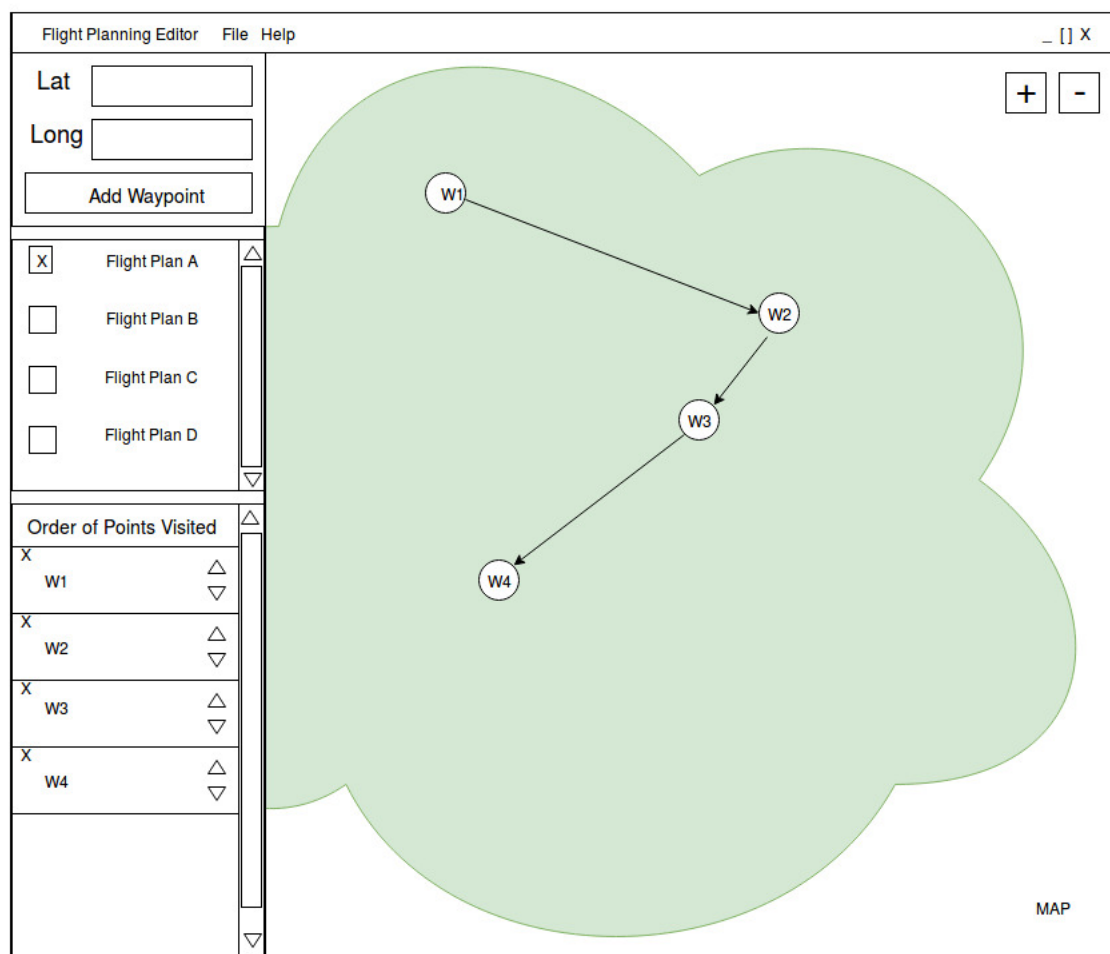 Flight Planning Editor File Help _ [ ] X
Lat
Long
Add Waypoint
+ -
X Flight Plan A
Flight Plan B
Flight Plan C
Flight Plan D
Order of Points Visited
X
W1
X
W2
X
W3
X
W4
W1
W2
W3
W4
MAP